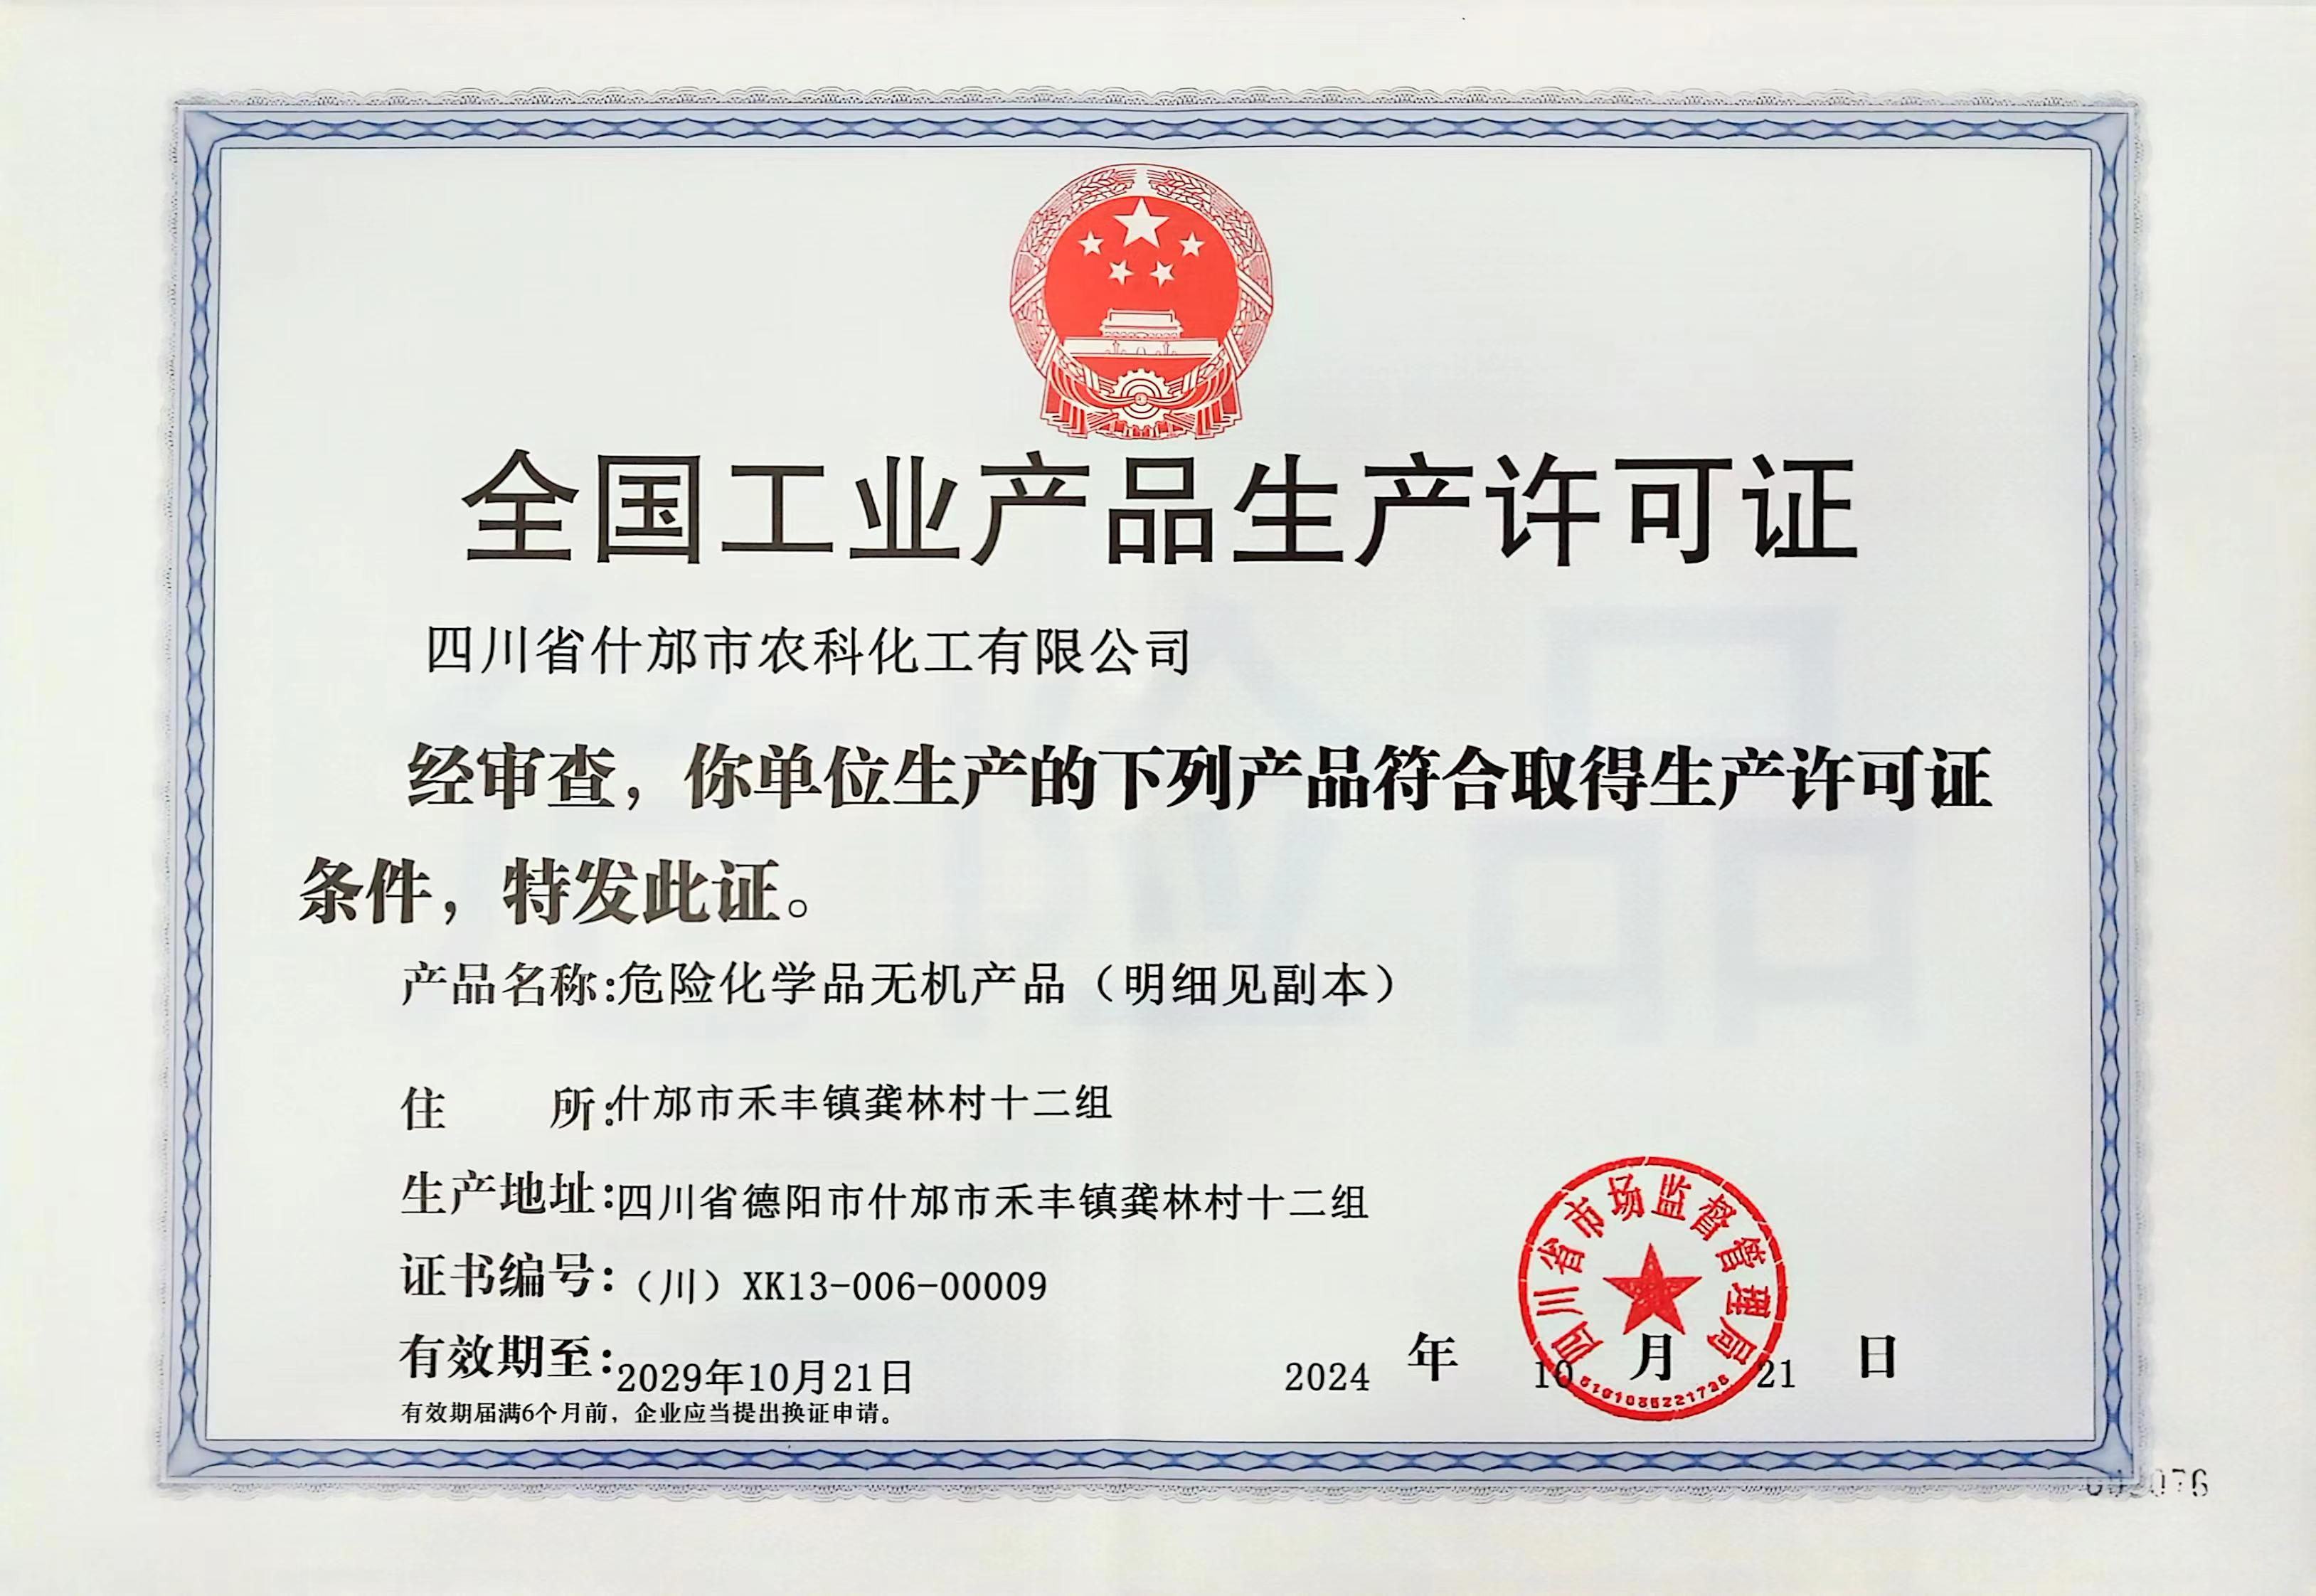 全国工业产品生产许可证
四川省什邡市农科化工有限公司
经审查，你单位生产的下列产品符合取得生产许可证
条件，特发此证。
产品名称:危险化学品无机产品（明细见副本）
住 所:什邡市禾丰镇龚林村十二组
生产地址:四川省德阳市什邡市禾丰镇龚林村十二组
证书编号:（川）XK13-006-00009
有效期至:2029年10月21日
2024 年 10 月 21 日
有效期届满6个月前，企业应当提出换证申请。
四川省市场监督管理局